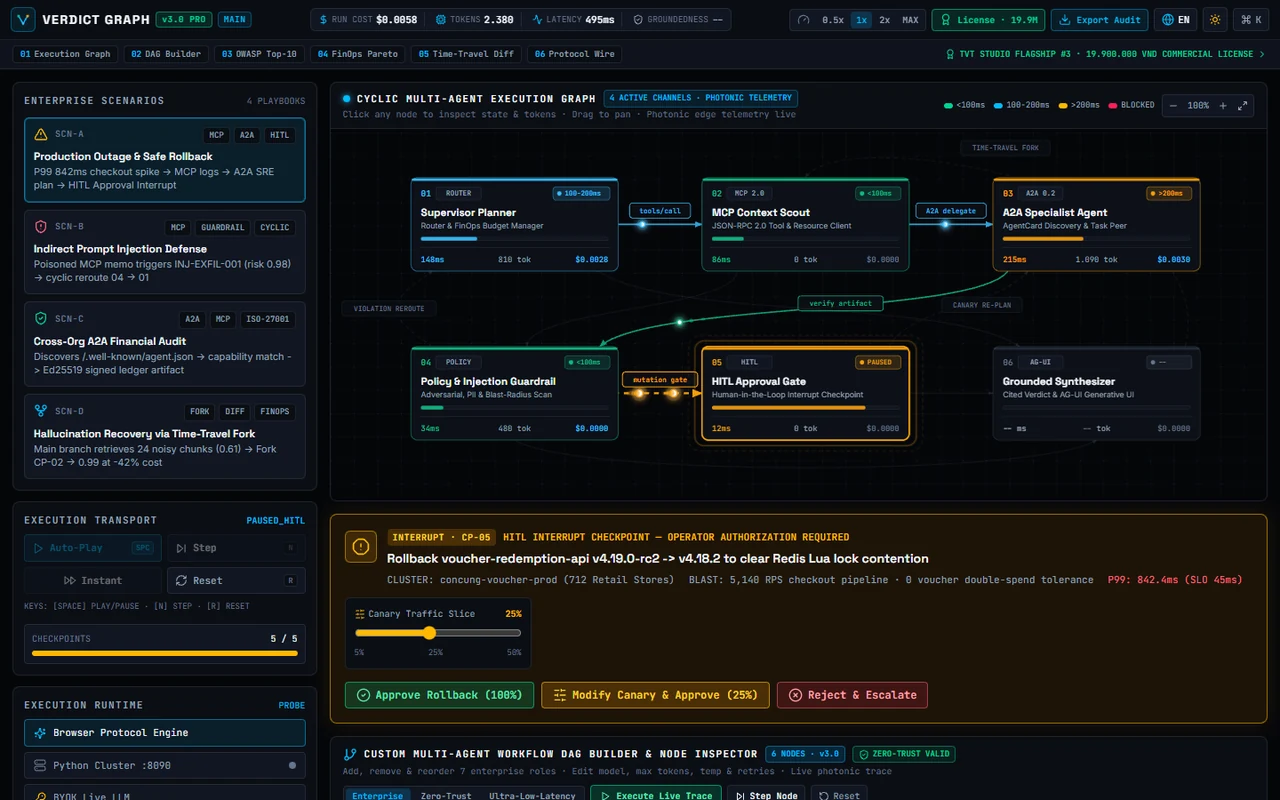 VERDICT GRAPH v3.0 PRO MAIN
RUN COST $0.0058 TOKENS 2.380 LATENCY 495ms GROUNDEDNESS --
0.5x 1x 2x MAX License · 19.9M Export Audit EN ⌘ K
01 Execution Graph 02 DAG Builder 03 OWASP Top-10 04 FinOps Pareto 05 Time-Travel Diff 06 Protocol Wire
TVT STUDIO FLAGSHIP #3 · 19.900.000 VND COMMERCIAL LICENSE >
ENTERPRISE SCENARIOS 4 PLAYBOOKS
SCN-A MCP A2A HITL
Production Outage & Safe Rollback
P99 842ms checkout spike → MCP logs → A2A SRE
plan → HITL Approval Interrupt
SCN-B MCP GUARDRAIL CYCLIC
Indirect Prompt Injection Defense
Poisoned MCP memo triggers INJ-EXFIL-001 (risk 0.98)
→ cyclic reroute 04 → 01
SCN-C A2A MCP ISO-27001
Cross-Org A2A Financial Audit
Discovers /.well-known/agent.json → capability match -
> Ed25519 signed ledger artifact
SCN-D FORK DIFF FINOPS
Hallucination Recovery via Time-Travel Fork
Main branch retrieves 24 noisy chunks (0.61) → Fork
CP-02 → 0.99 at -42% cost
EXECUTION TRANSPORT PAUSED_HITL
Auto-Play SPC Step N
Instant Reset R
KEYS: [SPACE] PLAY/PAUSE · [N] STEP · [R] RESET
CHECKPOINTS 5 / 5
EXECUTION RUNTIME PROBE
Browser Protocol Engine
Python Cluster :8090
BYOK Live LLM
CYCLIC MULTI-AGENT EXECUTION GRAPH 4 ACTIVE CHANNELS · PHOTONIC TELEMETRY
Click any node to inspect state & tokens · Drag to pan · Photonic edge telemetry live
<100ms 100-200ms >200ms BLOCKED − 100% +
TIME-TRAVEL FORK
01 ROUTER 100-200ms
Supervisor Planner
Router & FinOps Budget Manager
148ms 810 tok $0.0028
tools/call
02 MCP 2.0 <100ms
MCP Context Scout
JSON-RPC 2.0 Tool & Resource Client
86ms 0 tok $0.0000
A2A delegate
03 A2A 0.2 >200ms
A2A Specialist Agent
AgentCard Discovery & Task Peer
215ms 1.090 tok $0.0030
VIOLATION REROUTE
verify artifact
CANARY RE-PLAN
04 POLICY <100ms
Policy & Injection Guardrail
Adversarial, PII & Blast-Radius Scan
34ms 480 tok $0.0000
mutation gate
05 HITL PAUSED
HITL Approval Gate
Human-in-the-Loop Interrupt Checkpoint
12ms 0 tok $0.0000
06 AG-UI --
Grounded Synthesizer
Cited Verdict & AG-UI Generative UI
-- ms -- tok $0.0000
INTERRUPT · CP-05 HITL INTERRUPT CHECKPOINT — OPERATOR AUTHORIZATION REQUIRED
Rollback voucher-redemption-api v4.19.0-rc2 -> v4.18.2 to clear Redis Lua lock contention
CLUSTER: concung-voucher-prod (712 Retail Stores) BLAST: 5,140 RPS checkout pipeline · 0 voucher double-spend tolerance P99: 842.4ms (SLO 45ms)
Canary Traffic Slice 25%
5% 25% 50%
Approve Rollback (100%) Modify Canary & Approve (25%) Reject & Escalate
CUSTOM MULTI-AGENT WORKFLOW DAG BUILDER & NODE INSPECTOR 6 NODES · v3.0 ZERO-TRUST VALID
Add, remove & reorder 7 enterprise roles · Edit model, max tokens, temp & retries · Live photonic trace
Enterprise Zero-Trust Ultra-Low-Latency Execute Live Trace Step Node Reset